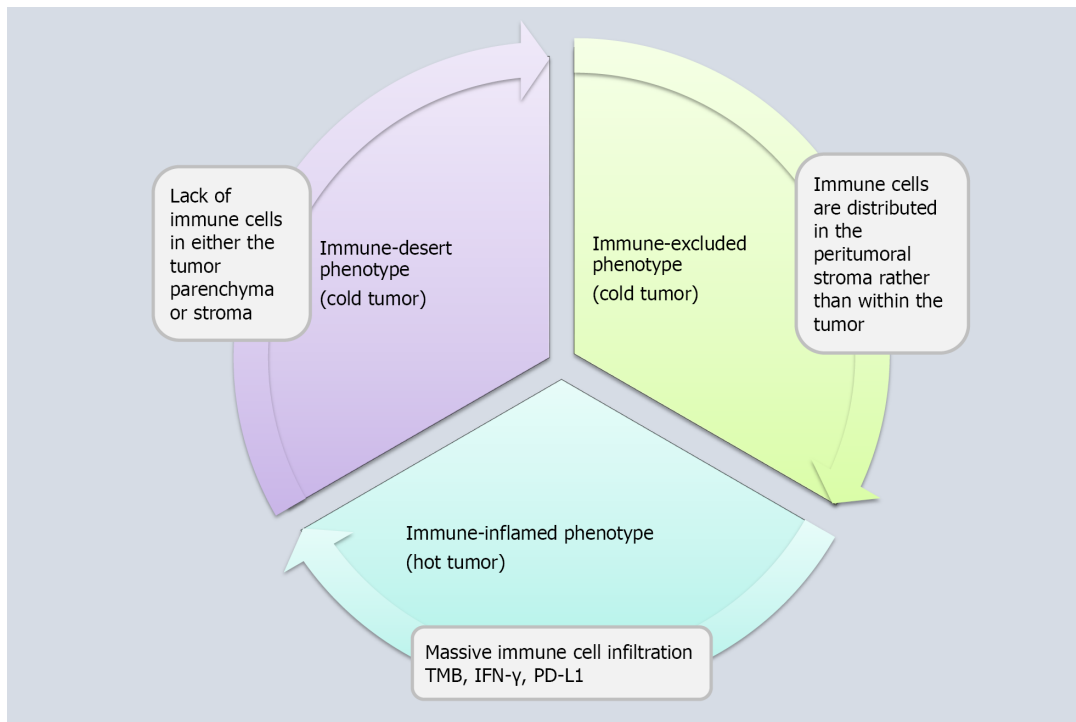 Lack of
immune cells
in either the
tumor
parenchyma
or stroma
Immune-desert
phenotype
(cold tumor)
Immune-excluded
phenotype
(cold tumor)
Immune cells
are distributed
in the
peritumoral
stroma rather
than within the
tumor
Immune-inflamed phenotype
(hot tumor)
Massive immune cell infiltration
TMB, IFN-γ, PD-L1